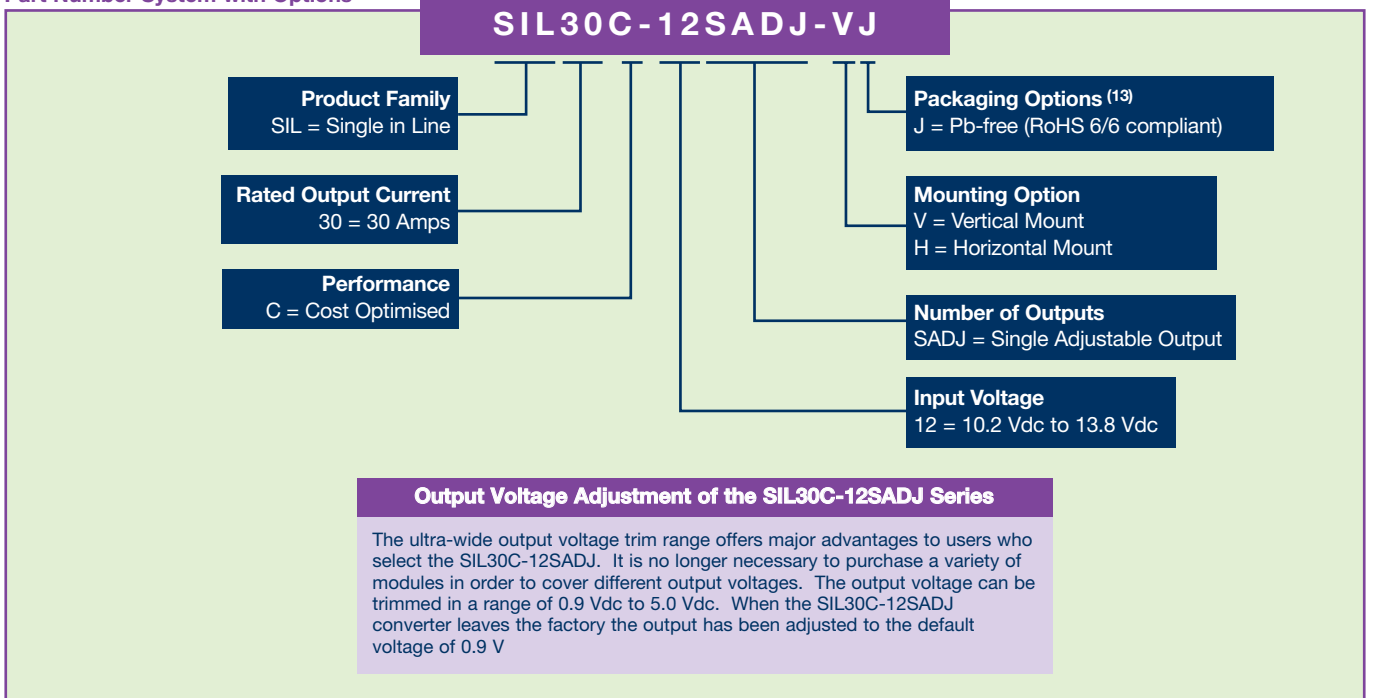 Part Number System with Options
SIL30C-12SADJ-VJ
Product Family
SIL = Single in Line
Rated Output Current
30 = 30 Amps
Performance
C = Cost Optimised
Packaging Options (13)
J = Pb-free (RoHS 6/6 compliant)
Mounting Option
V = Vertical Mount
H = Horizontal Mount
Number of Outputs
SADJ = Single Adjustable Output
Input Voltage
12 = 10.2 Vdc to 13.8 Vdc
Output Voltage Adjustment of the SIL30C-12SADJ Series
The ultra-wide output voltage trim range offers major advantages to users who
select the SIL30C-12SADJ. It is no longer necessary to purchase a variety of
modules in order to cover different output voltages. The output voltage can be
trimmed in a range of 0.9 Vdc to 5.0 Vdc. When the SIL30C-12SADJ
converter leaves the factory the output has been adjusted to the default
voltage of 0.9 V